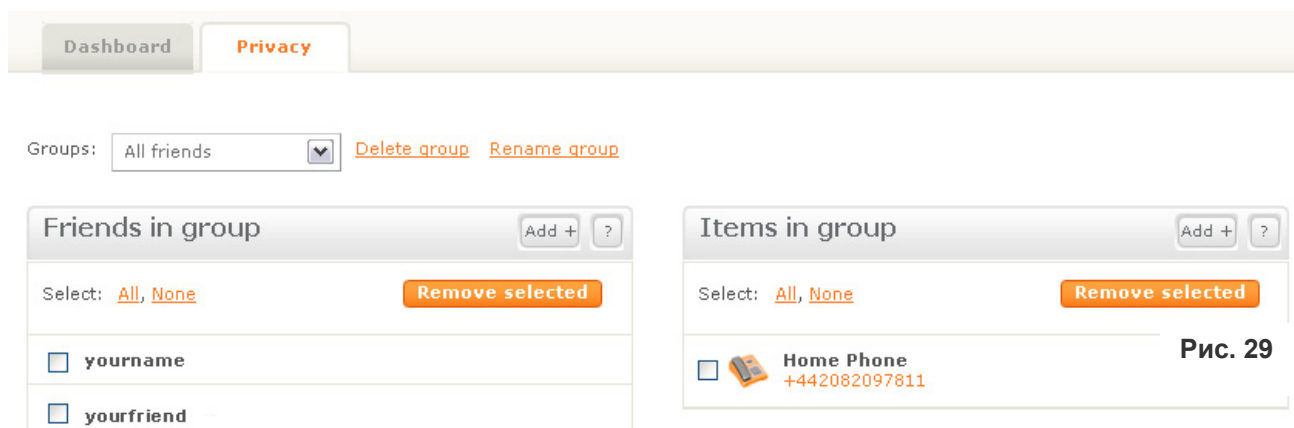 Dashboard Privacy
Groups: All friends Delete group Rename group
Friends in group Add + ?
Select: All, None Remove selected
yourname
yourfriend
Items in group Add + ?
Select: All, None Remove selected
Home Phone
+442082097811
Рис. 29